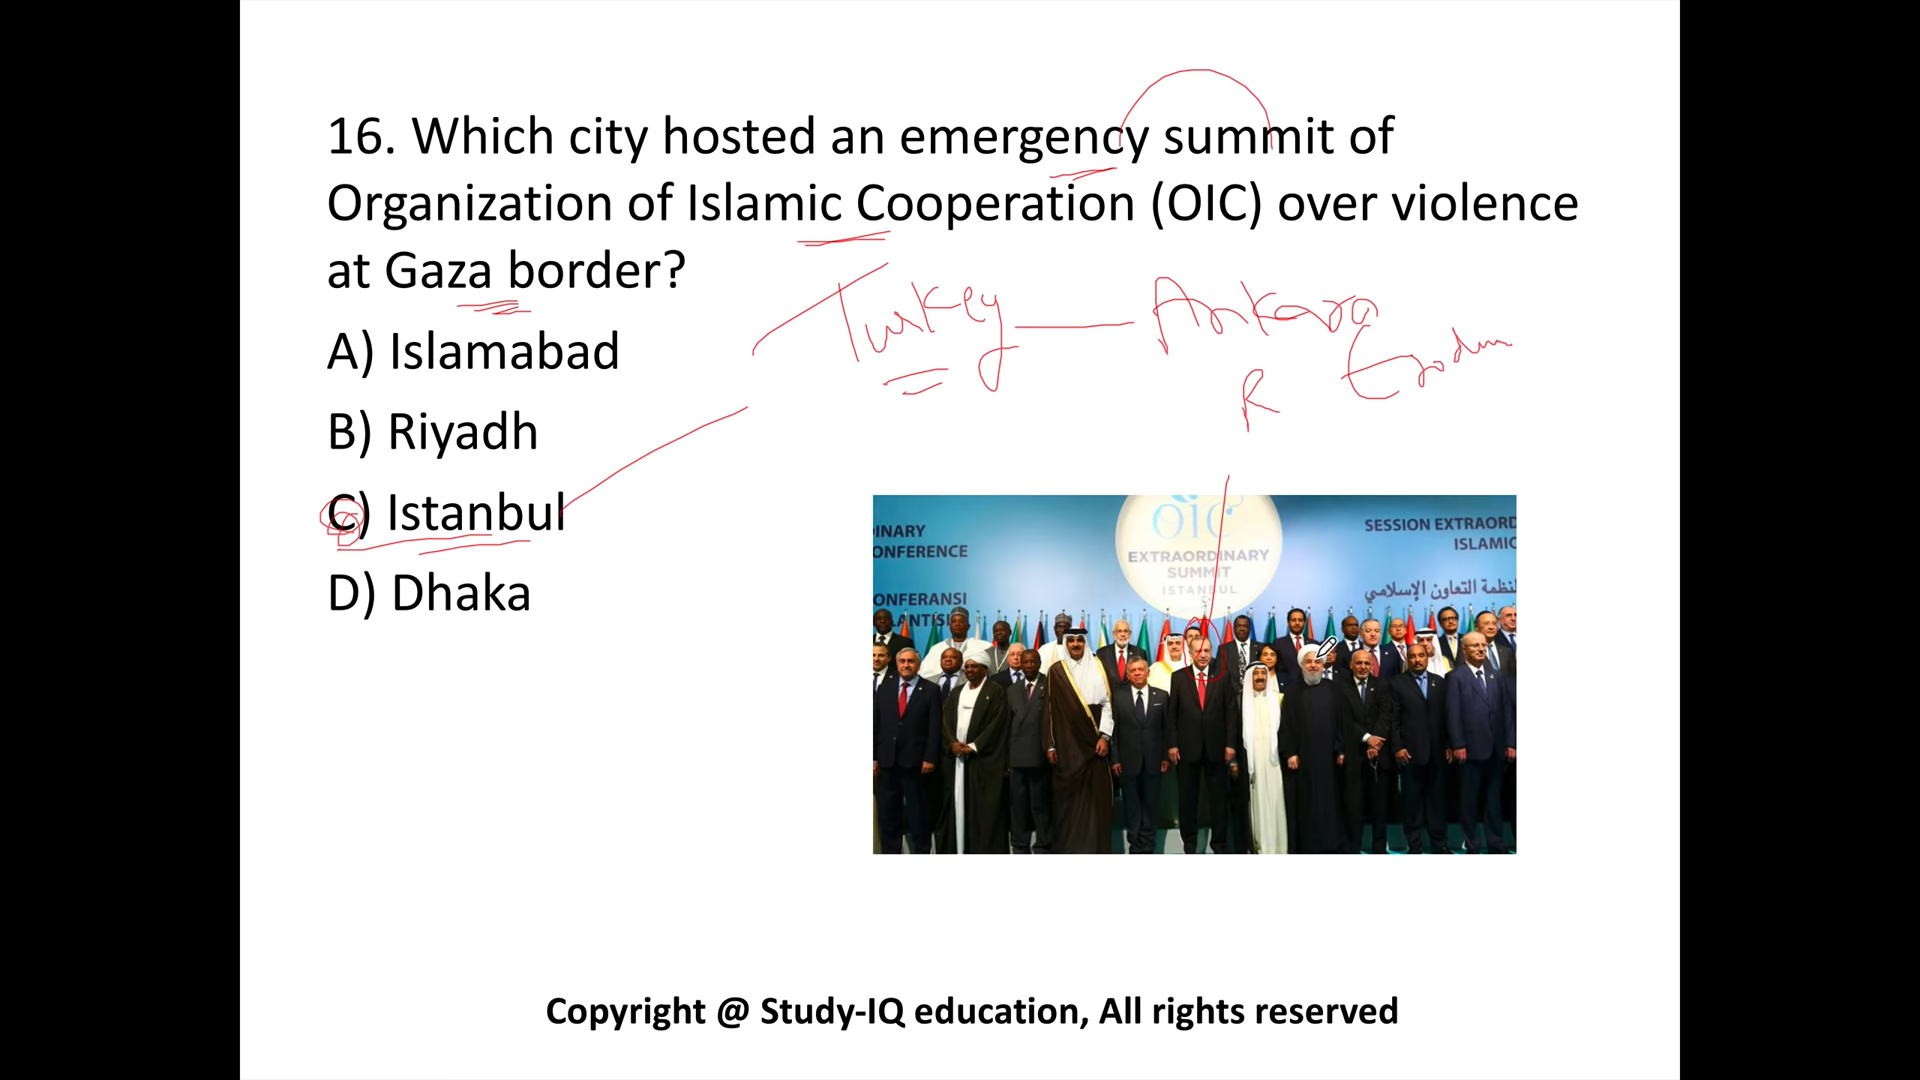 16. Which city hosted an emergency summit of
Organization of Islamic Cooperation (OIC) over violence
at Gaza border?
Turkey — Ankara
A) Islamabad
R
B) Riyadh
C) Istanbul
D) Dhaka
OIC
EXTRAORDINARY
SUMMIT
ISTANBUL
INARY
ONFERENCE
ONFERANSI
LANTISI
SESSION EXTRAORD
ISLAMIC
نظمة التعاون الإسلامي
Copyright @ Study-IQ education, All rights reserved